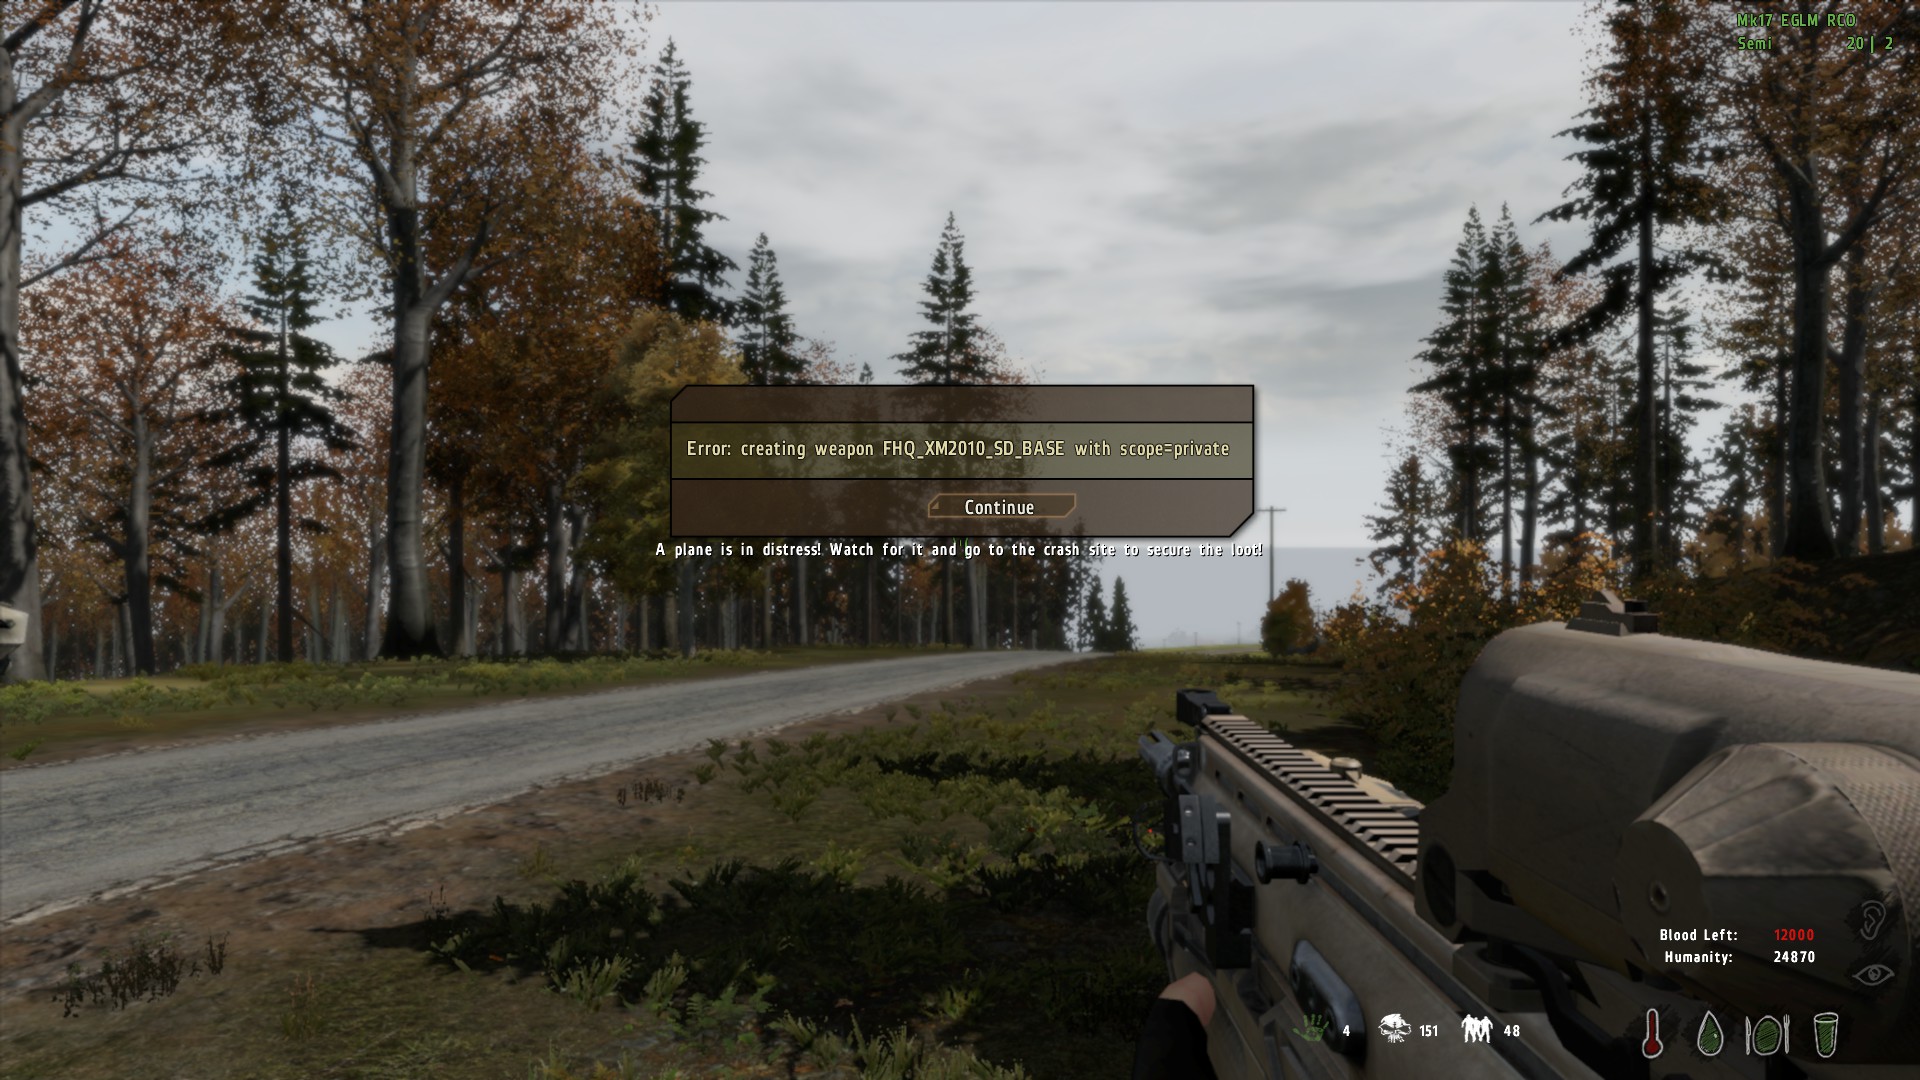 Mk17 EGLM RCO
Semi 20 | 2
Error: creating weapon FHQ_XM2010_SD_BASE with scope=private
Continue
A plane is in distress! Watch for it and go to the crash site to secure the loot!
Blood Left: 12000
Humanity: 24870
4 151 48